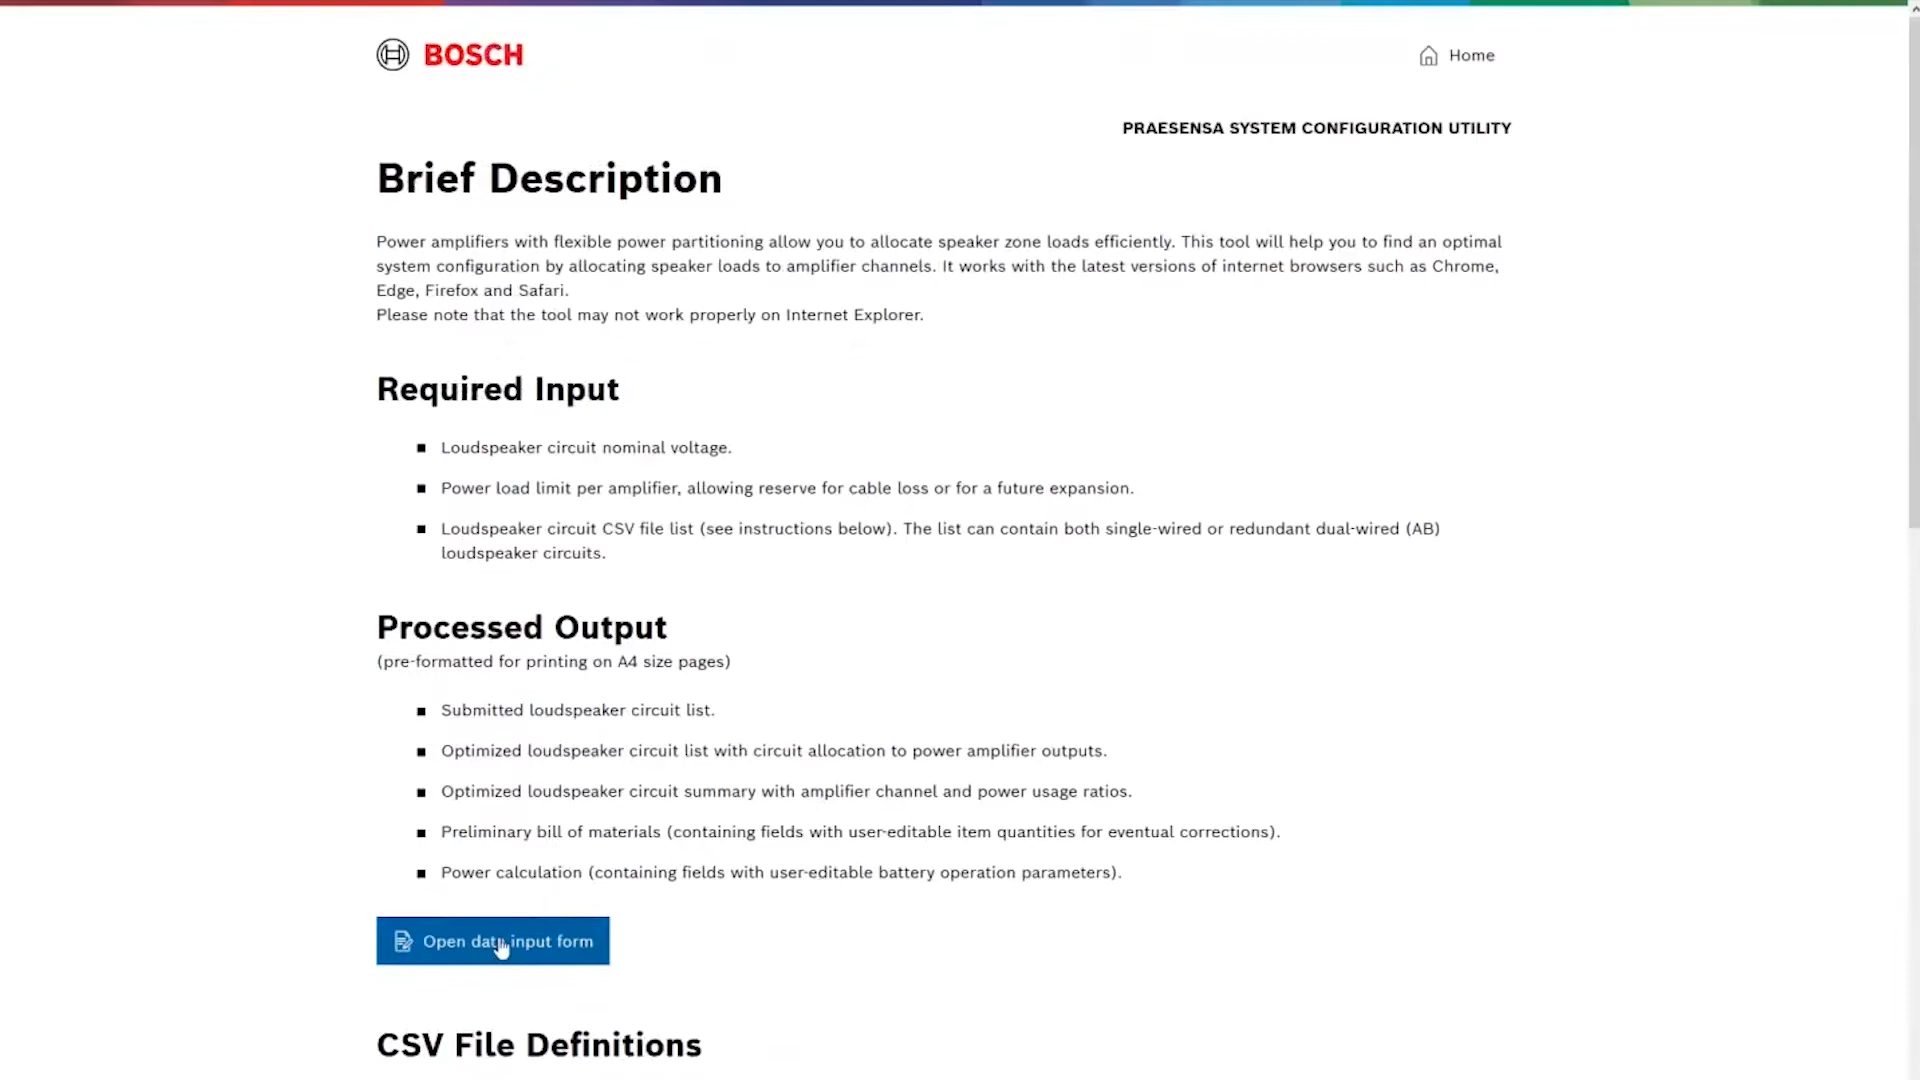 BOSCH
Home
PRAESENSA SYSTEM CONFIGURATION UTILITY
Brief Description
Power amplifiers with flexible power partitioning allow you to allocate speaker zone loads efficiently. This tool will help you to find an optimal
system configuration by allocating speaker loads to amplifier channels. It works with the latest versions of internet browsers such as Chrome,
Edge, Firefox and Safari.
Please note that the tool may not work properly on Internet Explorer.
Required Input
Loudspeaker circuit nominal voltage.
Power load limit per amplifier, allowing reserve for cable loss or for a future expansion.
Loudspeaker circuit CSV file list (see instructions below). The list can contain both single-wired or redundant dual-wired (AB)
loudspeaker circuits.
Processed Output
(pre-formatted for printing on A4 size pages)
Submitted loudspeaker circuit list.
Optimized loudspeaker circuit list with circuit allocation to power amplifier outputs.
Optimized loudspeaker circuit summary with amplifier channel and power usage ratios.
Preliminary bill of materials (containing fields with user-editable item quantities for eventual corrections).
Power calculation (containing fields with user-editable battery operation parameters).
Open data input form
CSV File Definitions